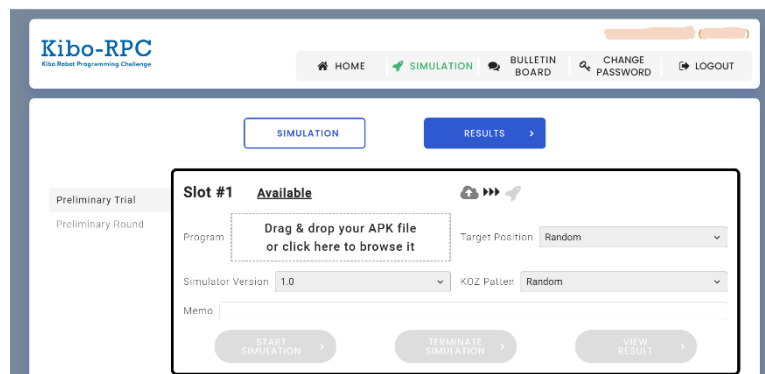 Kibo-RPC
Kibo Robot Programming Challenge
HOME
SIMULATION
BULLETIN
BOARD
CHANGE
PASSWORD
LOGOUT
SIMULATION
RESULTS
Preliminary Trial
Preliminary Round
Slot #1 Available
Program
Drag & drop your APK file
or click here to browse it
Target Position Random
Simulator Version 1.0
KOZ Patten Random
Memo
START
SIMULATION
TERMINATE
SIMULATION
VIEW
RESULT